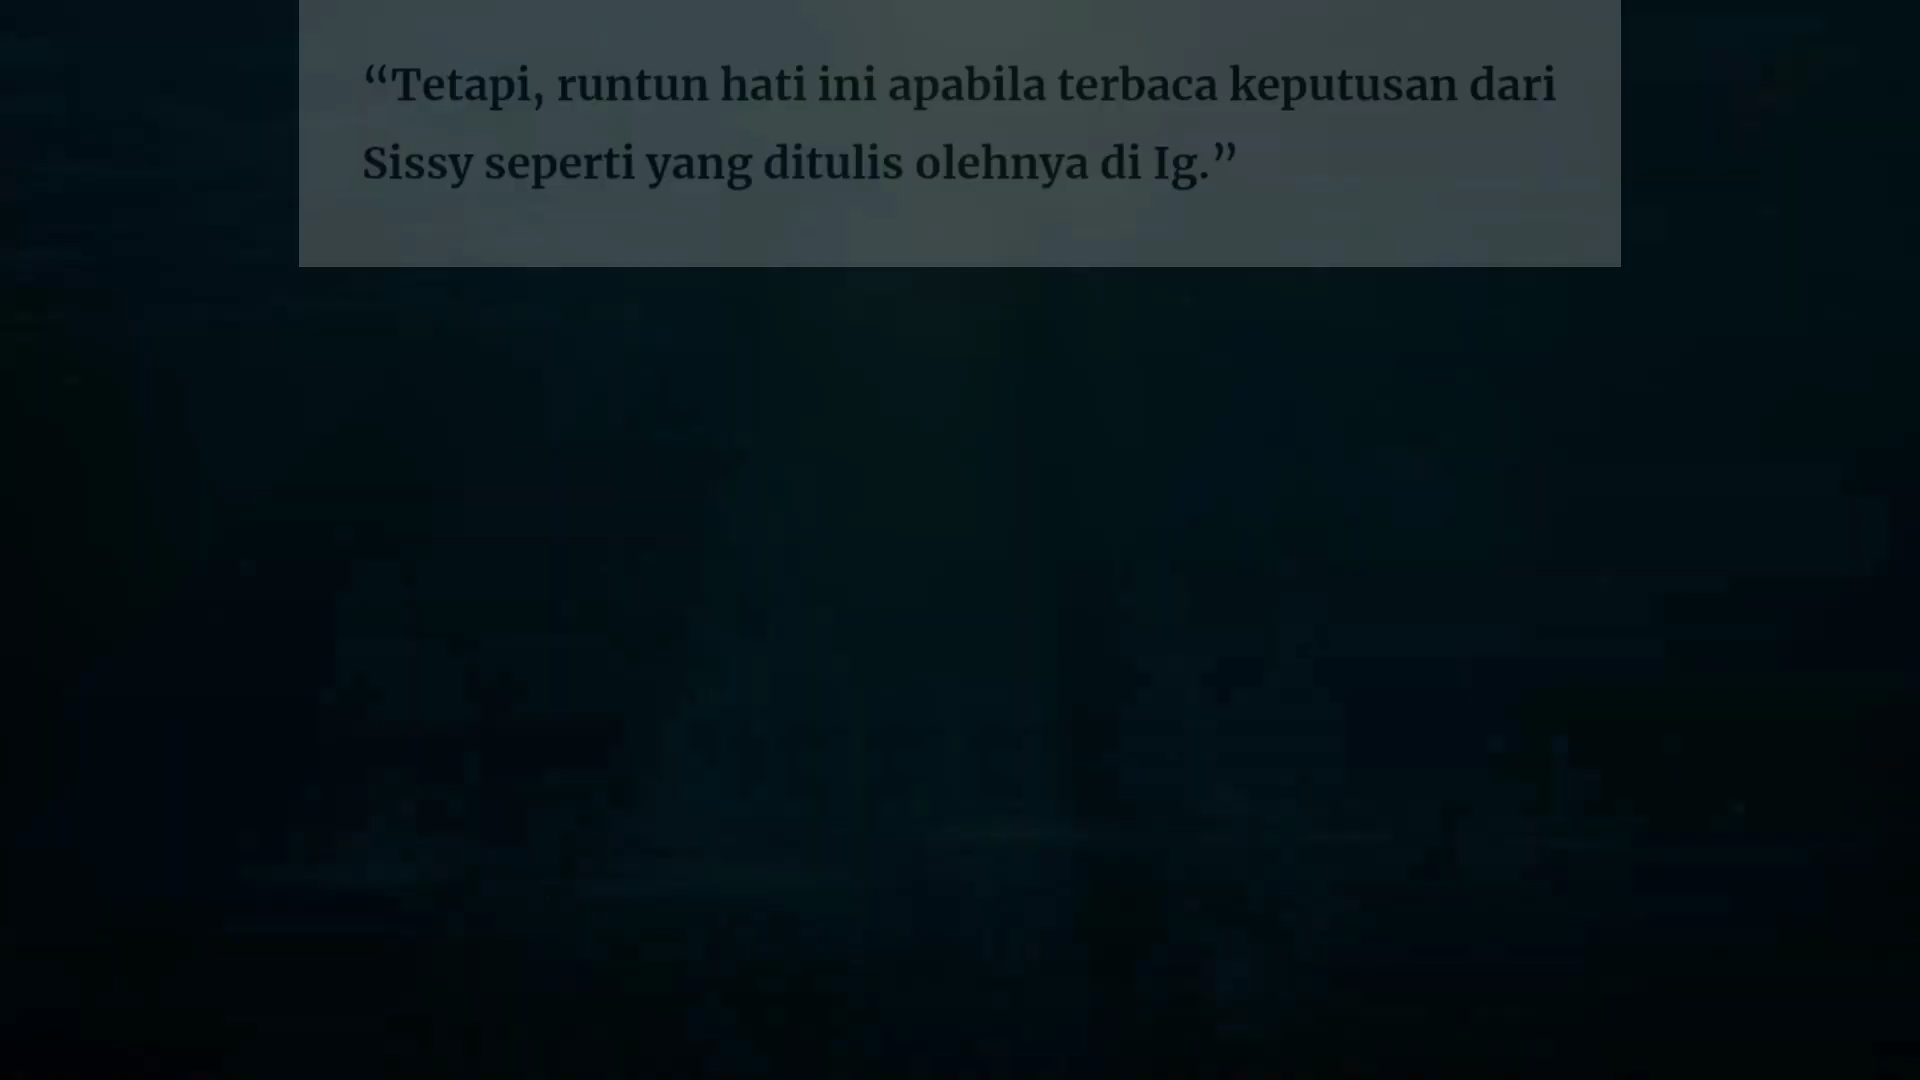 “Tetapi, runtun hati ini apabila terbaca keputusan dari
Sissy seperti yang ditulis olehnya di Ig.”